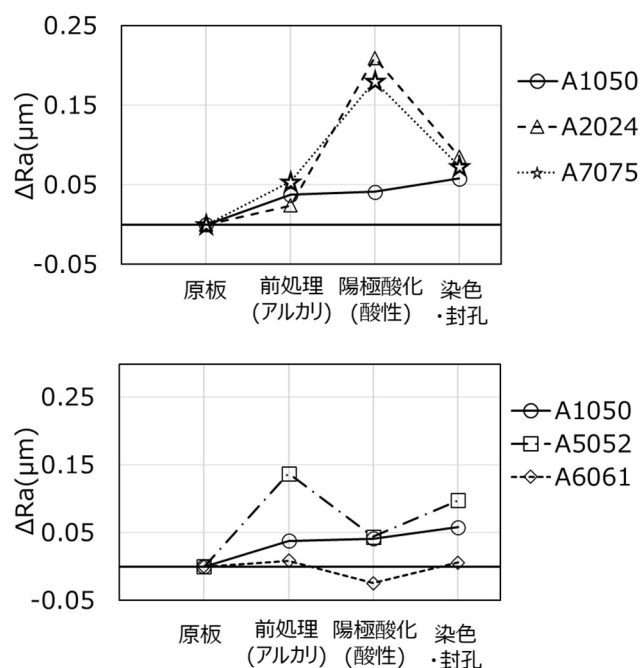 0.25
0.15
0.05
-0.05
ΔRa(μm)
原板
前処理
(アルカリ)
陽極酸化
(酸性)
染色
・封孔
A1050
A2024
A7075
0.25
0.15
0.05
-0.05
ΔRa(μm)
原板
前処理
(アルカリ)
陽極酸化
(酸性)
染色
・封孔
A1050
A5052
A6061